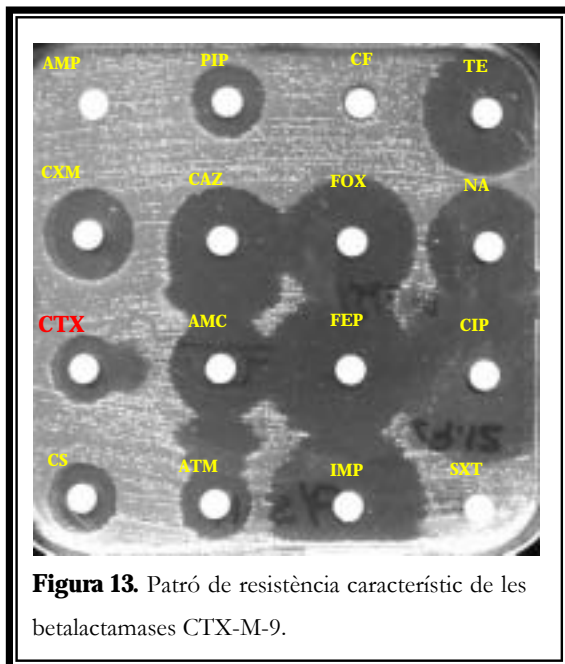 AMP PIP CF TE
CXM CAZ FOX NA
CTX AMC FEP CIP
CS ATM IMP SXT
Figura 13. Patró de resistència característic de les
betalactamases CTX-M-9.